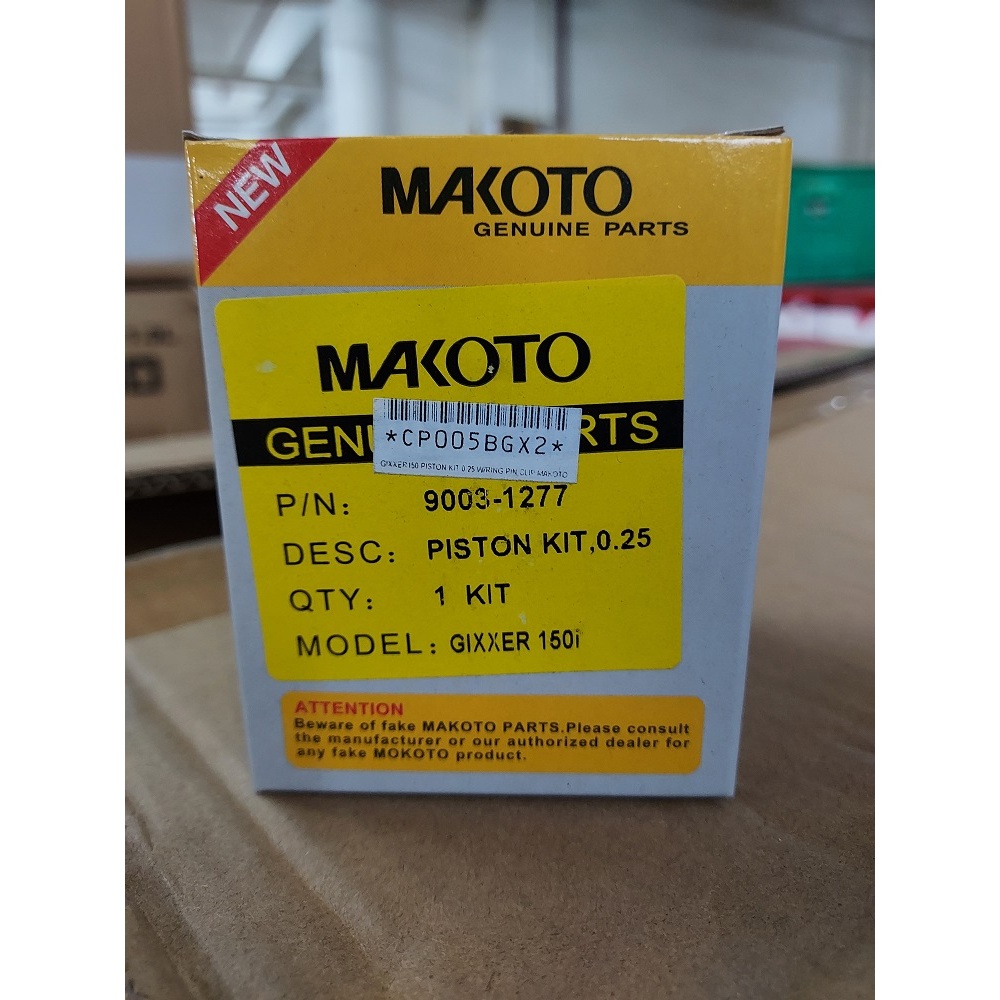 NEW
MAKOTO
GENUINE PARTS
MAKOTO
GEN RTS
*CP005BGX2*
GIXXER150 PISTON KIT 0.25 W/RING PIN,CLIP MAKOTO
P/N: 9003-1277
DESC: PISTON KIT,0.25
QTY: 1 KIT
MODEL: GIXXER 150i
ATTENTION
Beware of fake MAKOTO PARTS.Please consult
the manufacturer or our authorized dealer for
any fake MOKOTO product.